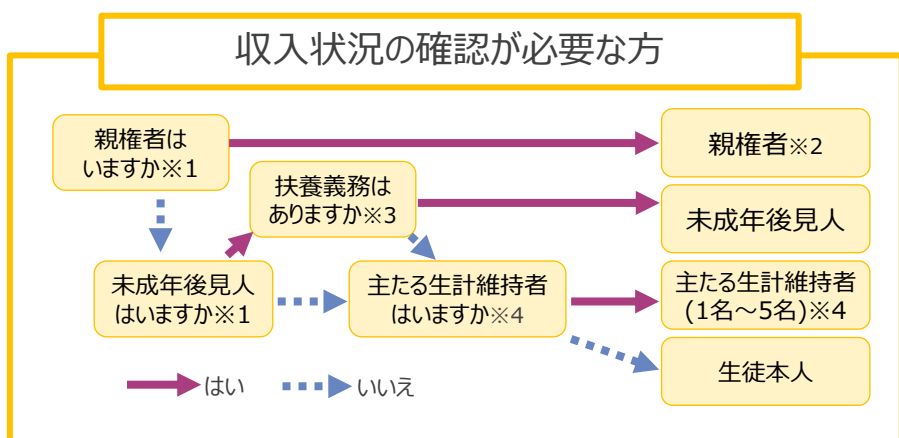 収入状況の確認が必要な方
親権者は
いますか※1
親権者※2
扶養義務は
ありますか※3
未成年後見人
未成年後見人
はいますか※1
主たる生計維持者
はいますか※4
主たる生計維持者
(1名～5名)※4
生徒本人
はい
いいえ